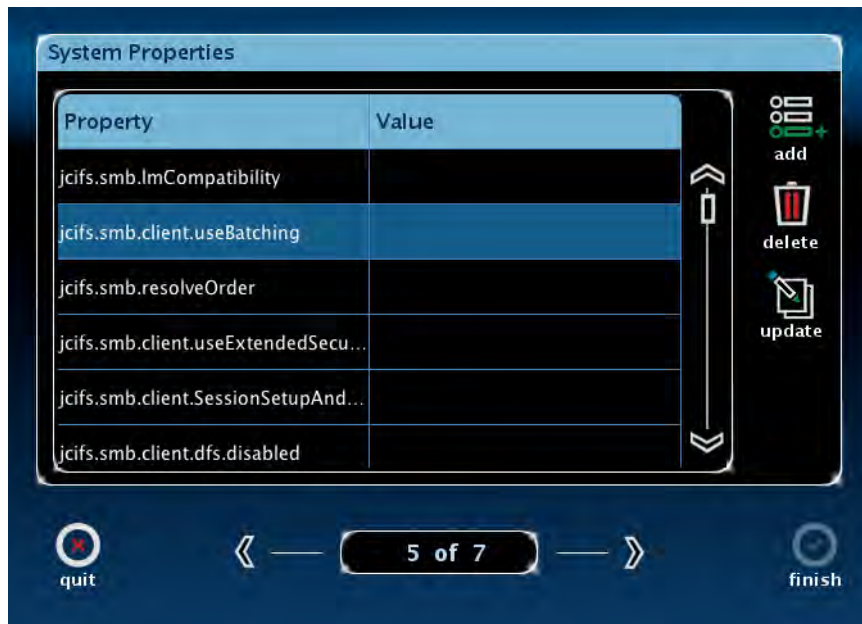 System Properties
Property Value
add
jcifs.smb.lmCompatibility
jcifs.smb.client.useBatching
delete
jcifs.smb.resolveOrder
update
jcifs.smb.client.useExtendedSecu...
jcifs.smb.client.SessionSetupAnd...
jcifs.smb.client.dfs.disabled
5 of 7
quit
finish